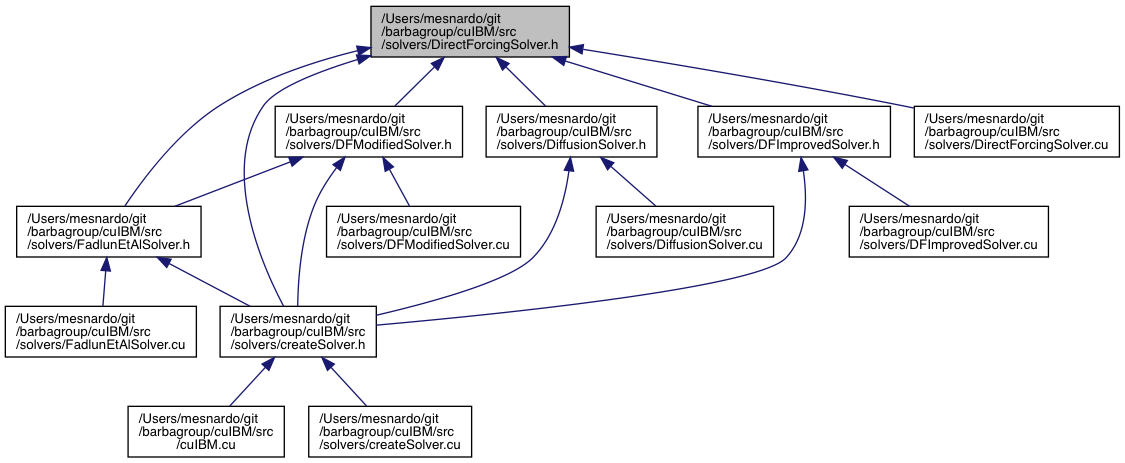 /Users/mesnardo/git
/barbagroup/cuIBM/src
/solvers/DirectForcingSolver.h
/Users/mesnardo/git
/barbagroup/cuIBM/src
/solvers/DFModifiedSolver.h
/Users/mesnardo/git
/barbagroup/cuIBM/src
/solvers/DiffusionSolver.h
/Users/mesnardo/git
/barbagroup/cuIBM/src
/solvers/DFImprovedSolver.h
/Users/mesnardo/git
/barbagroup/cuIBM/src
/solvers/DirectForcingSolver.cu
/Users/mesnardo/git
/barbagroup/cuIBM/src
/solvers/FadlunEtAlSolver.h
/Users/mesnardo/git
/barbagroup/cuIBM/src
/solvers/DFModifiedSolver.cu
/Users/mesnardo/git
/barbagroup/cuIBM/src
/solvers/DiffusionSolver.cu
/Users/mesnardo/git
/barbagroup/cuIBM/src
/solvers/DFImprovedSolver.cu
/Users/mesnardo/git
/barbagroup/cuIBM/src
/solvers/FadlunEtAlSolver.cu
/Users/mesnardo/git
/barbagroup/cuIBM/src
/solvers/createSolver.h
/Users/mesnardo/git
/barbagroup/cuIBM/src
/cuIBM.cu
/Users/mesnardo/git
/barbagroup/cuIBM/src
/solvers/createSolver.cu